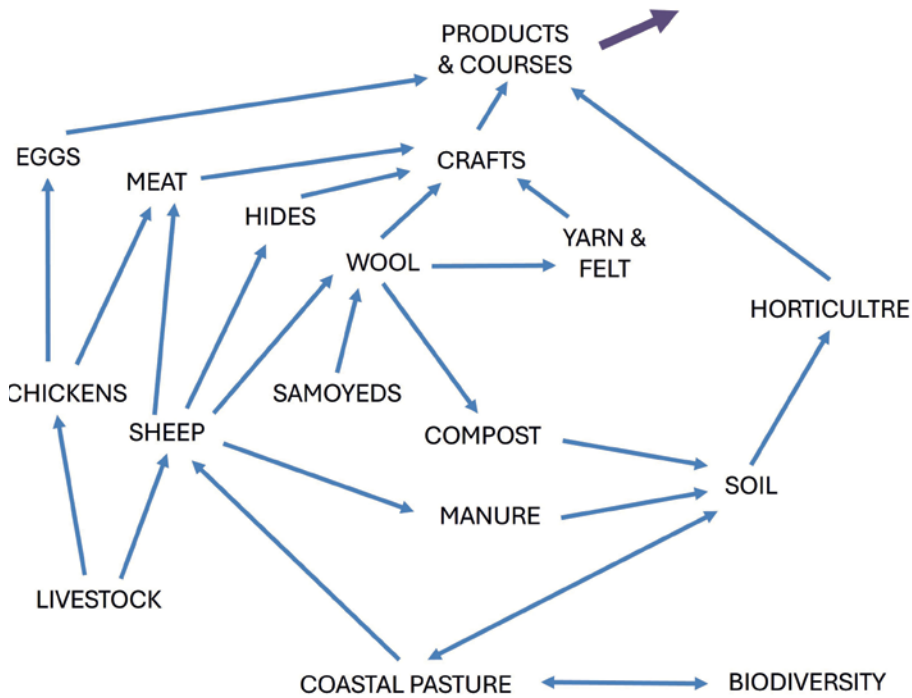 PRODUCTS
& COURSES
EGGS
CRAFTS
MEAT
HIDES
YARN &
FELT
WOOL
HORTICULTRE
CHICKENS
SAMOYEDS
SHEEP
COMPOST
SOIL
MANURE
LIVESTOCK
COASTAL PASTURE
BIODIVERSITY